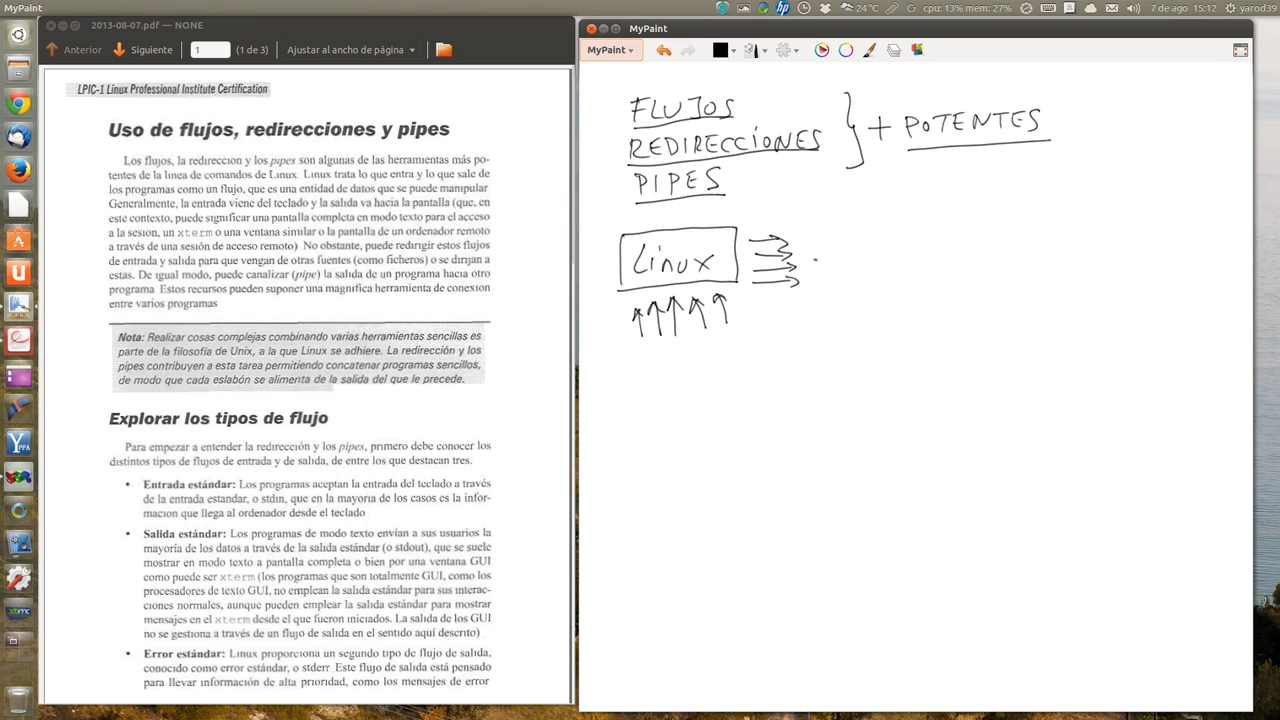 MyPaint
cpu:13% mem:27%
24°C
7 de ago, 15:12
yarod39
2013-08-07.pdf — NONE
Anterior
Siguiente
1
(1 de 3)
Ajustar al ancho de página
LPIC-1 Linux Professional Institute Certification
Uso de flujos, redirecciones y pipes
Los flujos, la redireccion y los pipes son algunas de las herramientas más po-
tentes de la linea de comandos de Linux Linux trata lo que entra y lo que sale de
los programas como un flujo, que es una entidad de datos que se puede manipular
Generalmente, la entrada viene del teclado y la salida va hacia la pantalla (que, en
este contexto, puede significar una pantalla completa en modo texto para el acceso
a la sesión, un xterm o una ventana similar o la pantalla de un ordenador remoto
a través de una sesión de acceso remoto) No obstante, puede redirigir estos flujos
de entrada y salida para que vengan de otras fuentes (como ficheros) o se dirijan a
estas. De igual modo, puede canalizar (pipe) la salida de un programa hacia otro
programa Estos recursos pueden suponer una magnifica herramienta de conexion
entre varios programas
Nota: Realizar cosas complejas combinando varias herramientas sencillas es
parte de la filosofia de Unix, a la que Linux se adhiere. La redirección y los
pipes contribuyen a esta tarea permitiendo concatenar programas sencillos,
de modo que cada eslabón se alimenta de la salida del que le precede.
Explorar los tipos de flujo
Para empezar a entender la redirección y los pipes, primero debe conocer los
distintos tipos de flujos de entrada y de salida, de entre los que destacan tres.
• Entrada estándar: Los programas aceptan la entrada del teclado a través
de la entrada estandar, o stdin, que en la mayoria de los casos es la infor-
macion que llega al ordenador desde el teclado
• Salida estándar: Los programas de modo texto envian a sus usuarios la
mayoría de los datos a través de la salida estándar (o stdout), que se suele
mostrar en modo texto a pantalla completa o bien por una ventana GUI
como puede ser xterm (los programas que son totalmente GUI, como los
procesadores de texto GUI, no emplean la salida estándar para sus interac-
ciones normales, aunque pueden emplear la salida estándar para mostrar
mensajes en el xterm desde el que fueron iniciados. La salida de los GUI
no se gestiona a través de un flujo de salida en el sentido aquí descrito)
• Error estándar: Linux proporciona un segundo tipo de flujo de salida,
conocido como error estándar, o stderr Este flujo de salida está pensado
para llevar información de alta prioridad, como los mensajes de error
MyPaint
MyPaint
FLUJOS
REDIRECCIONES
PIPES
+ POTENTES
Linux